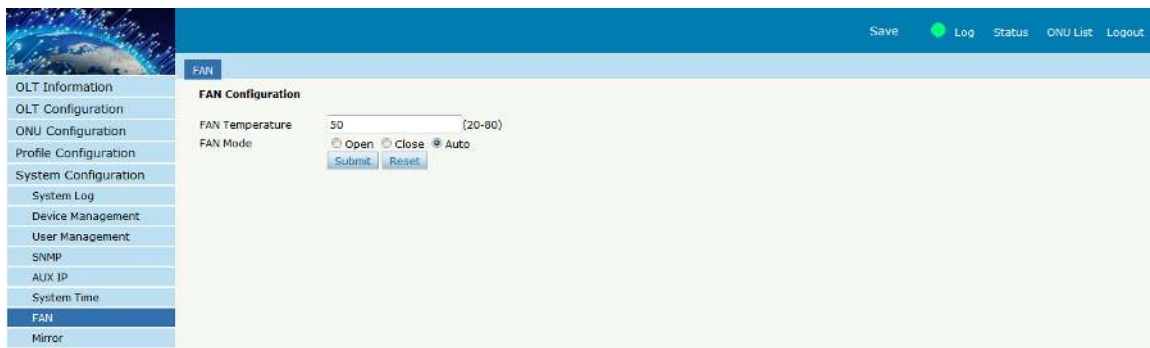 Save Log Status ONU List Logout
FAN
OLT Information
OLT Configuration
ONU Configuration
Profile Configuration
System Configuration
System Log
Device Management
User Management
SNMP
AUX IP
System Time
FAN
Mirror
FAN Configuration
FAN Temperature 50 (20-80)
FAN Mode Open Close Auto
Submit Reset